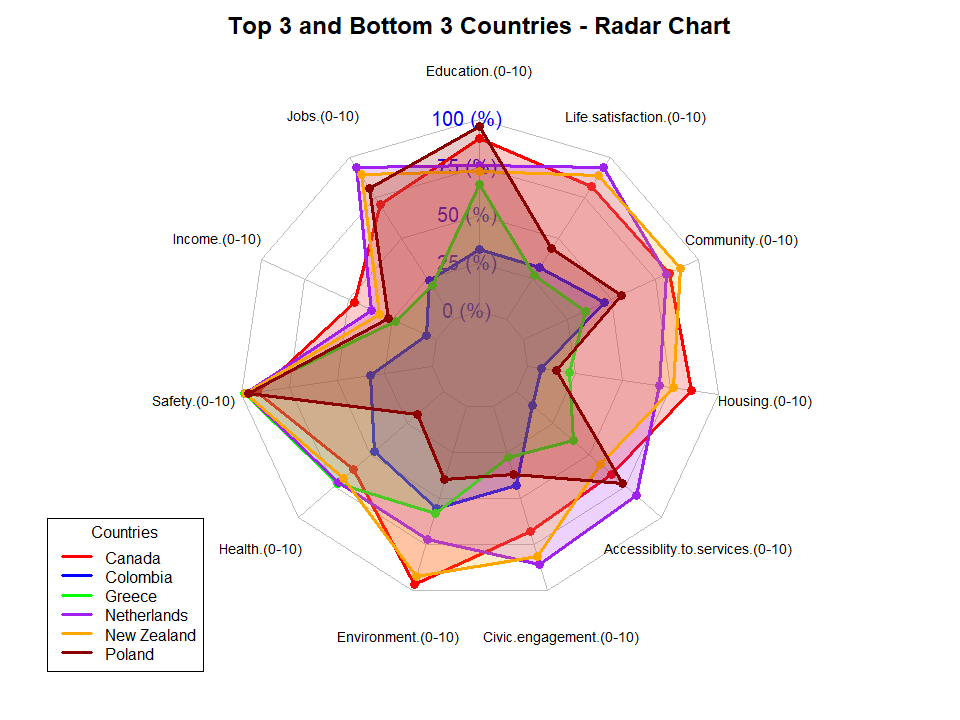 Top 3 and Bottom 3 Countries - Radar Chart
Education.(0-10)
Jobs.(0-10)
Life.satisfaction.(0-10)
100 (%)
75 (%)
50 (%)
25 (%)
0 (%)
Income.(0-10)
Community.(0-10)
Safety.(0-10)
Housing.(0-10)
Health.(0-10)
Accessiblity.to.services.(0-10)
Environment.(0-10)
Civic.engagement.(0-10)
Countries
Canada
Colombia
Greece
Netherlands
New Zealand
Poland